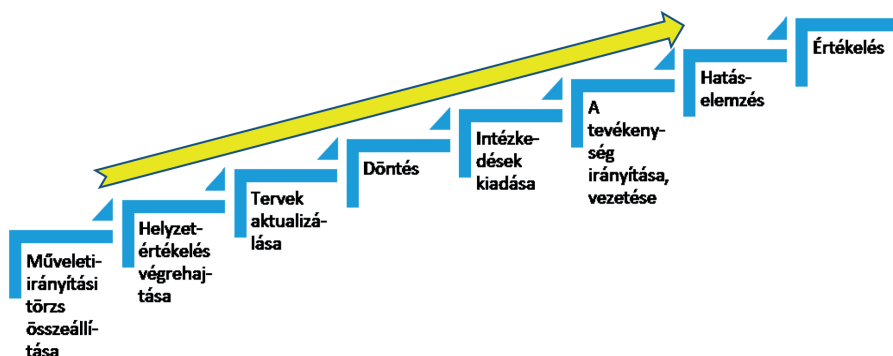 Műveleti-
irányítási
törzs
összeállí-
tása
Helyzet-
értékelés
végrehaj-
tása
Tervek
aktualizá-
lása
Döntés
Intézke-
dések
kiadása
A
tevékeny-
ség
irányítása,
vezetése
Hatás-
elemzés
Értékelés